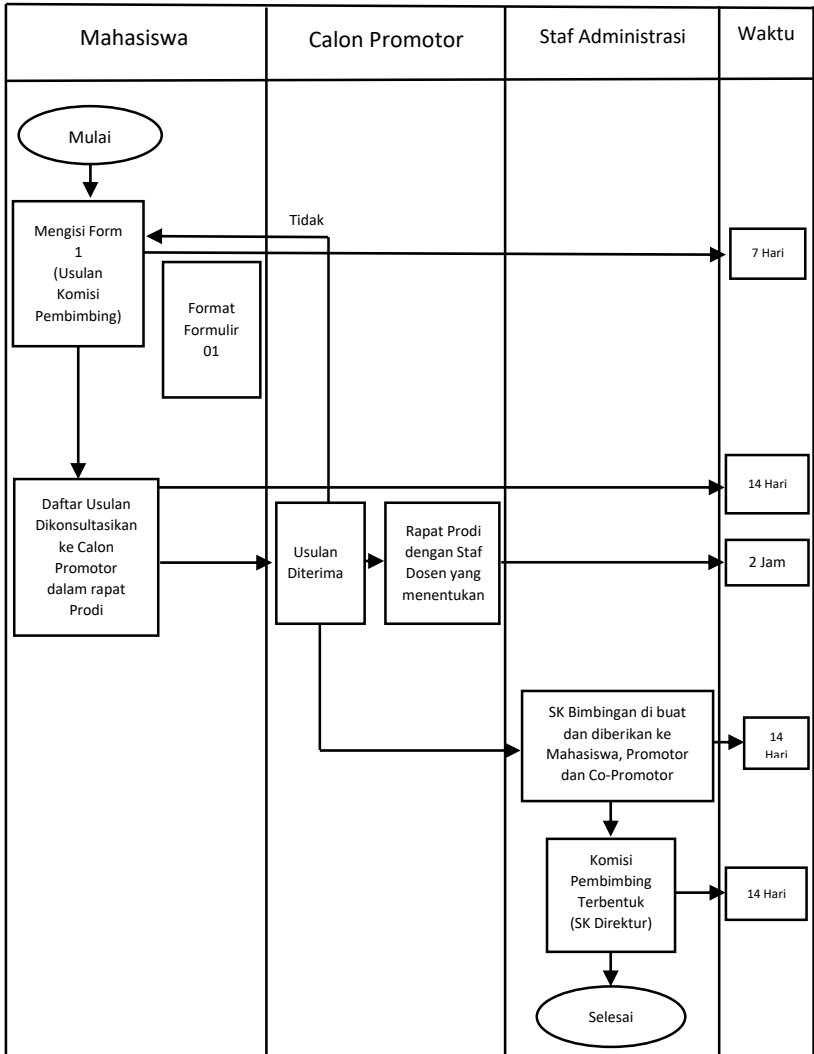 Mahasiswa
Calon Promotor
Staf Administrasi
Waktu
Mulai
Mengisi Form
1
(Usulan
Komisi
Pembimbing)
Tidak
7 Hari
Format
Formulir
01
Daftar Usulan
Dikonsultasikan
ke Calon
Promotor
dalam rapat
Prodi
14 Hari
Usulan
Diterima
Rapat Prodi
dengan Staf
Dosen yang
menentukan
2 Jam
SK Bimbingan di buat
dan diberikan ke
Mahasiswa, Promotor
dan Co-Promotor
14
Hari
Komisi
Pembimbing
Terbentuk
(SK Direktur)
14 Hari
Selesai